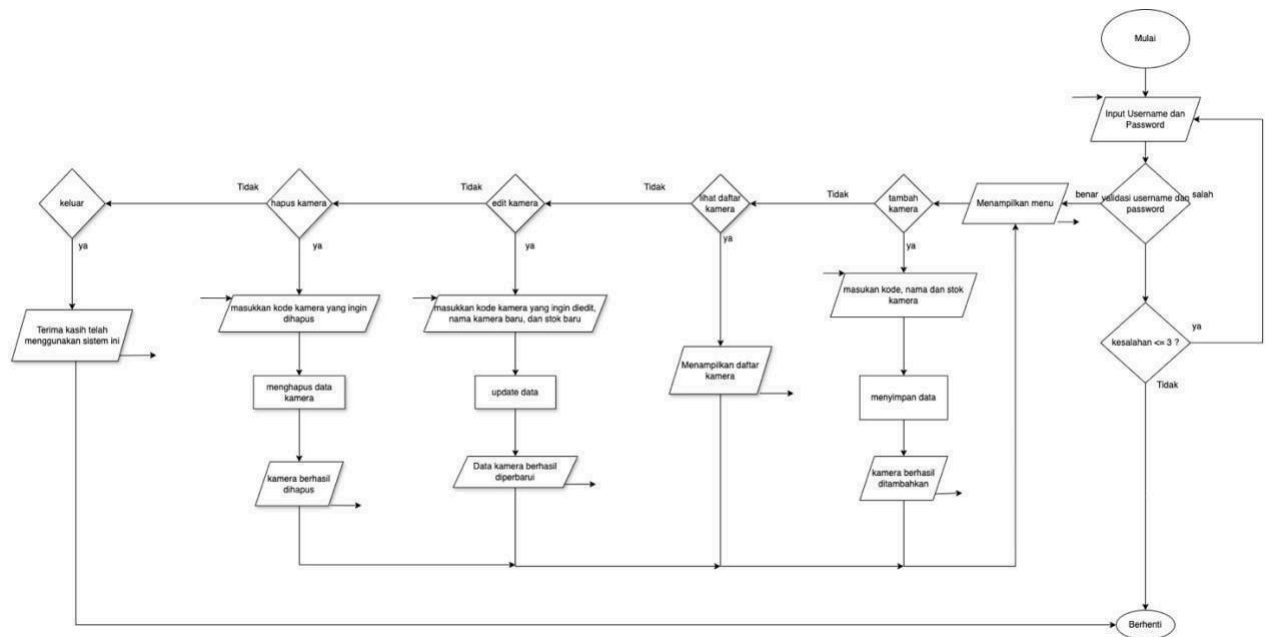 Mulai
Input Username dan
Password
validasi username dan
password
salah
benar
Menampilkan menu
kesalahan <= 3 ?
ya
Tidak
tambah
kamera
Tidak
ya
masukan kode, nama dan stok
kamera
menyimpan data
kamera berhasil
ditambahkan
lihat daftar
kamera
Tidak
ya
Menampilkan daftar
kamera
edit kamera
Tidak
ya
masukkan kode kamera yang ingin diedit,
nama kamera baru, dan stok baru
update data
Data kamera berhasil
diperbarui
hapus kamera
Tidak
ya
masukkan kode kamera yang ingin
dihapus
menghapus data
kamera
kamera berhasil
dihapus
keluar
ya
Terima kasih telah
menggunakan sistem ini
Berhenti